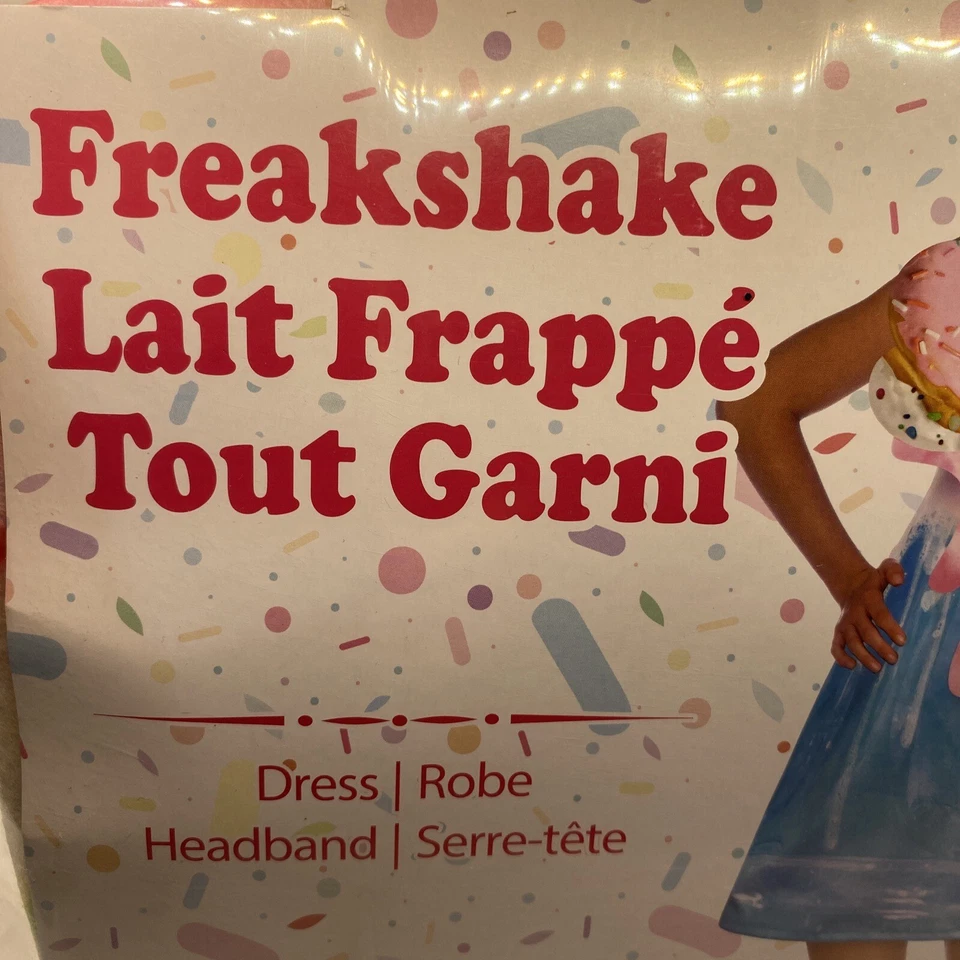 Freakshake
Lait Frappé
Tout Garni
Dress | Robe
Headband | Serre-tête